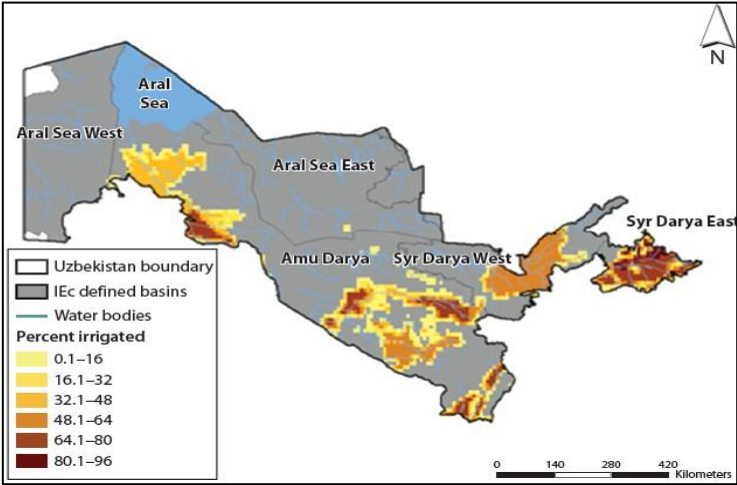 N
Aral
Sea
Aral Sea West
Aral Sea East
Syr Darya East
Amu Darya
Syr Darya West
Uzbekistan boundary
IEc defined basins
Water bodies
Percent irrigated
0.1–16
16.1–32
32.1–48
48.1–64
64.1–80
80.1–96
0 140 280 420
Kilometers